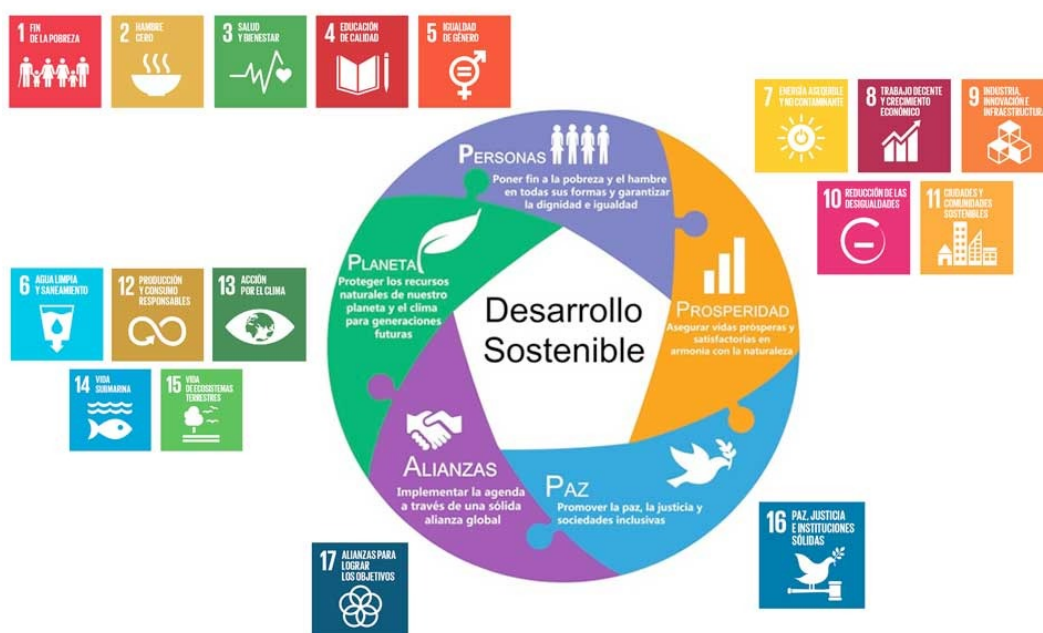 1 FIN
DE LA POBREZA
2 HAMBRE
CERO
3 SALUD
Y BIENESTAR
4 EDUCACIÓN
DE CALIDAD
5 IGUALDAD
DE GÉNERO
7 ENERGÍA ASEQUIBLE
Y NO CONTAMINANTE
8 TRABAJO DECENTE
Y CRECIMIENTO
ECONÓMICO
9 INDUSTRIA,
INNOVACIÓN E
INFRAESTRUCTURA
10 REDUCCIÓN DE LAS
DESIGUALDADES
11 CIUDADES Y
COMUNIDADES
SOSTENIBLES
PERSONAS
Poner fin a la pobreza y el hambre
en todas sus formas y garantizar
la dignidad e igualdad
PLANETA
Proteger los recursos
naturales de nuestro
planeta y el clima
para generaciones
futuras
Desarrollo
Sostenible
PROSPERIDAD
Asegurar vidas prósperas y
satisfactorias en
armonia con la naturaleza
6 AGUA LIMPIA
Y SANEAMIENTO
12 PRODUCCIÓN
Y CONSUMO
RESPONSABLES
13 ACCIÓN
POR EL CLIMA
14 VIDA
SUBMARINA
15 VIDA
DE ECOSISTEMAS
TERRESTRES
ALIANZAS
Implementar la agenda
a través de una sólida
alianza global
PAZ
Promover la paz, la justicia y
sociedades inclusivas
16 PAZ, JUSTICIA
E INSTITUCIONES
SÓLIDAS
17 ALIANZAS PARA
LOGRAR
LOS OBJETIVOS